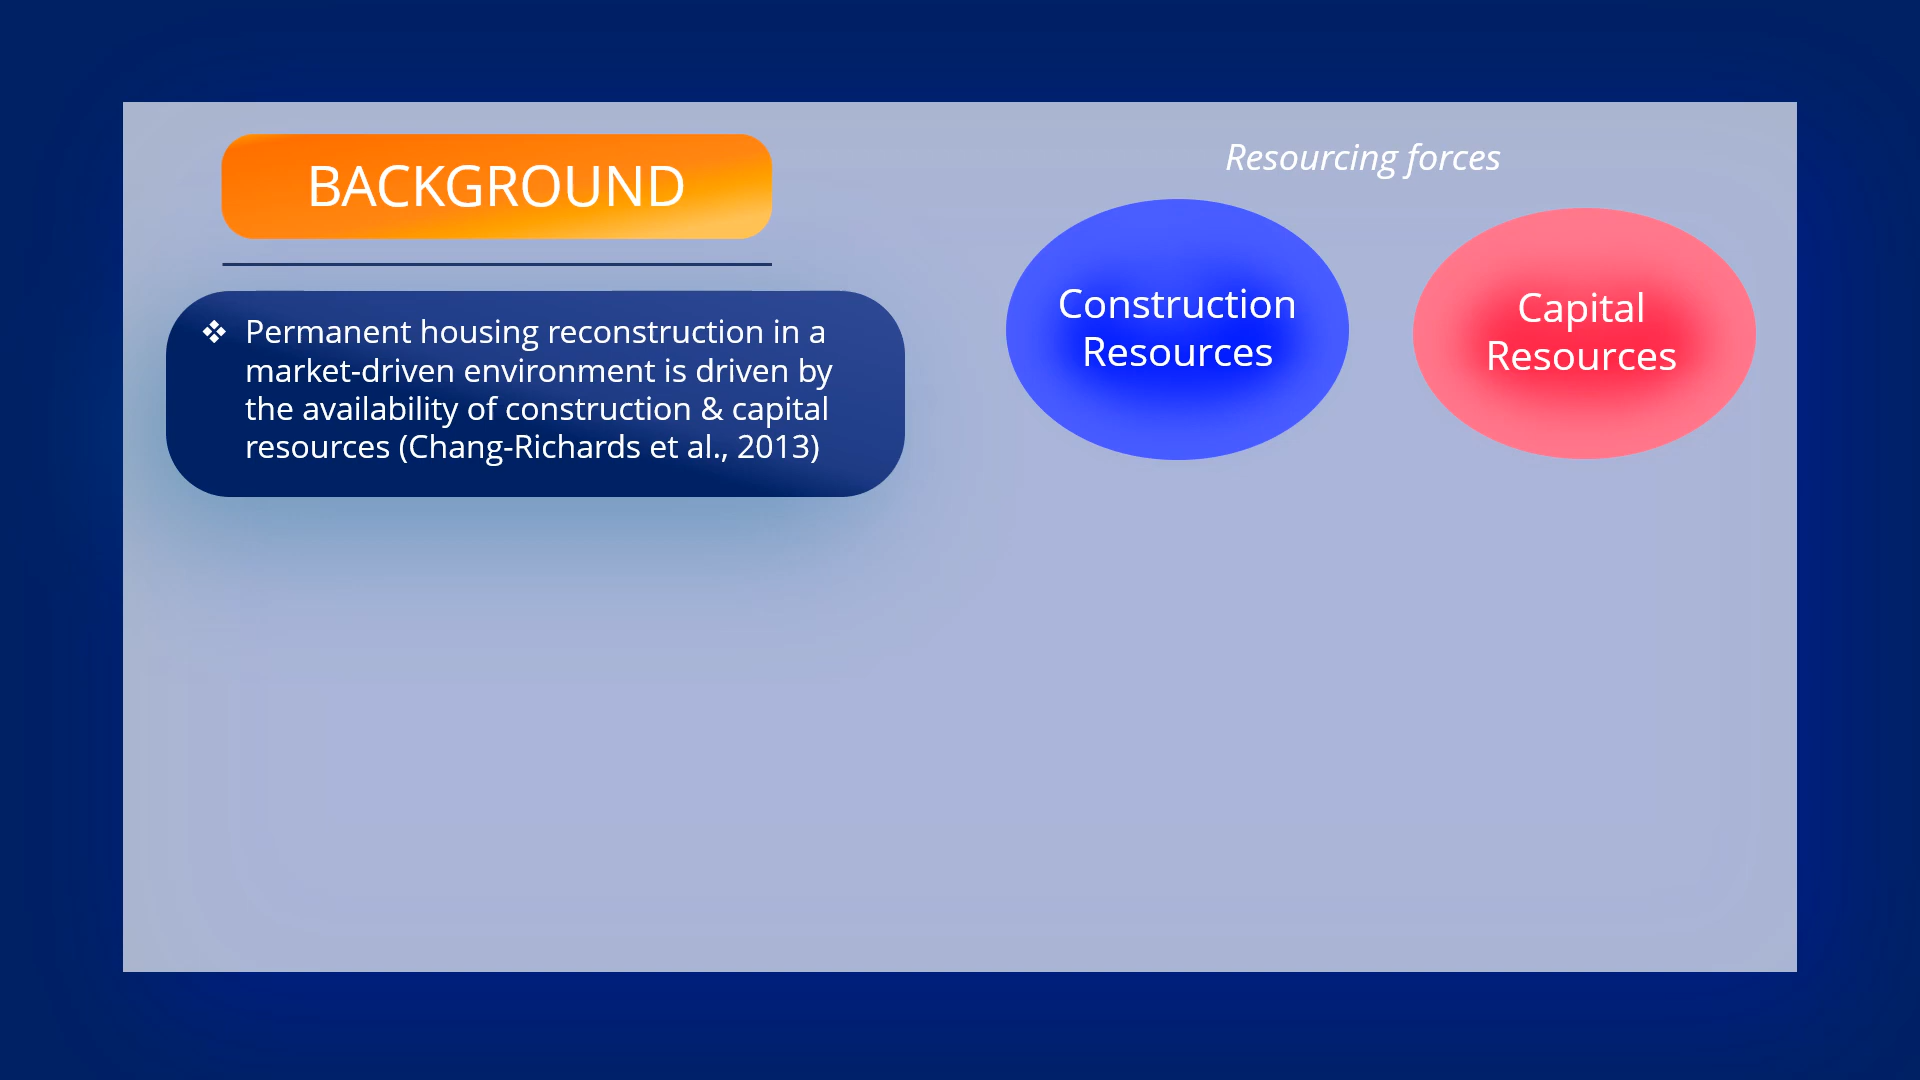 BACKGROUND
❖ Permanent housing reconstruction in a
market-driven environment is driven by
the availability of construction & capital
resources (Chang-Richards et al., 2013)
Resourcing forces
Construction
Resources
Capital
Resources